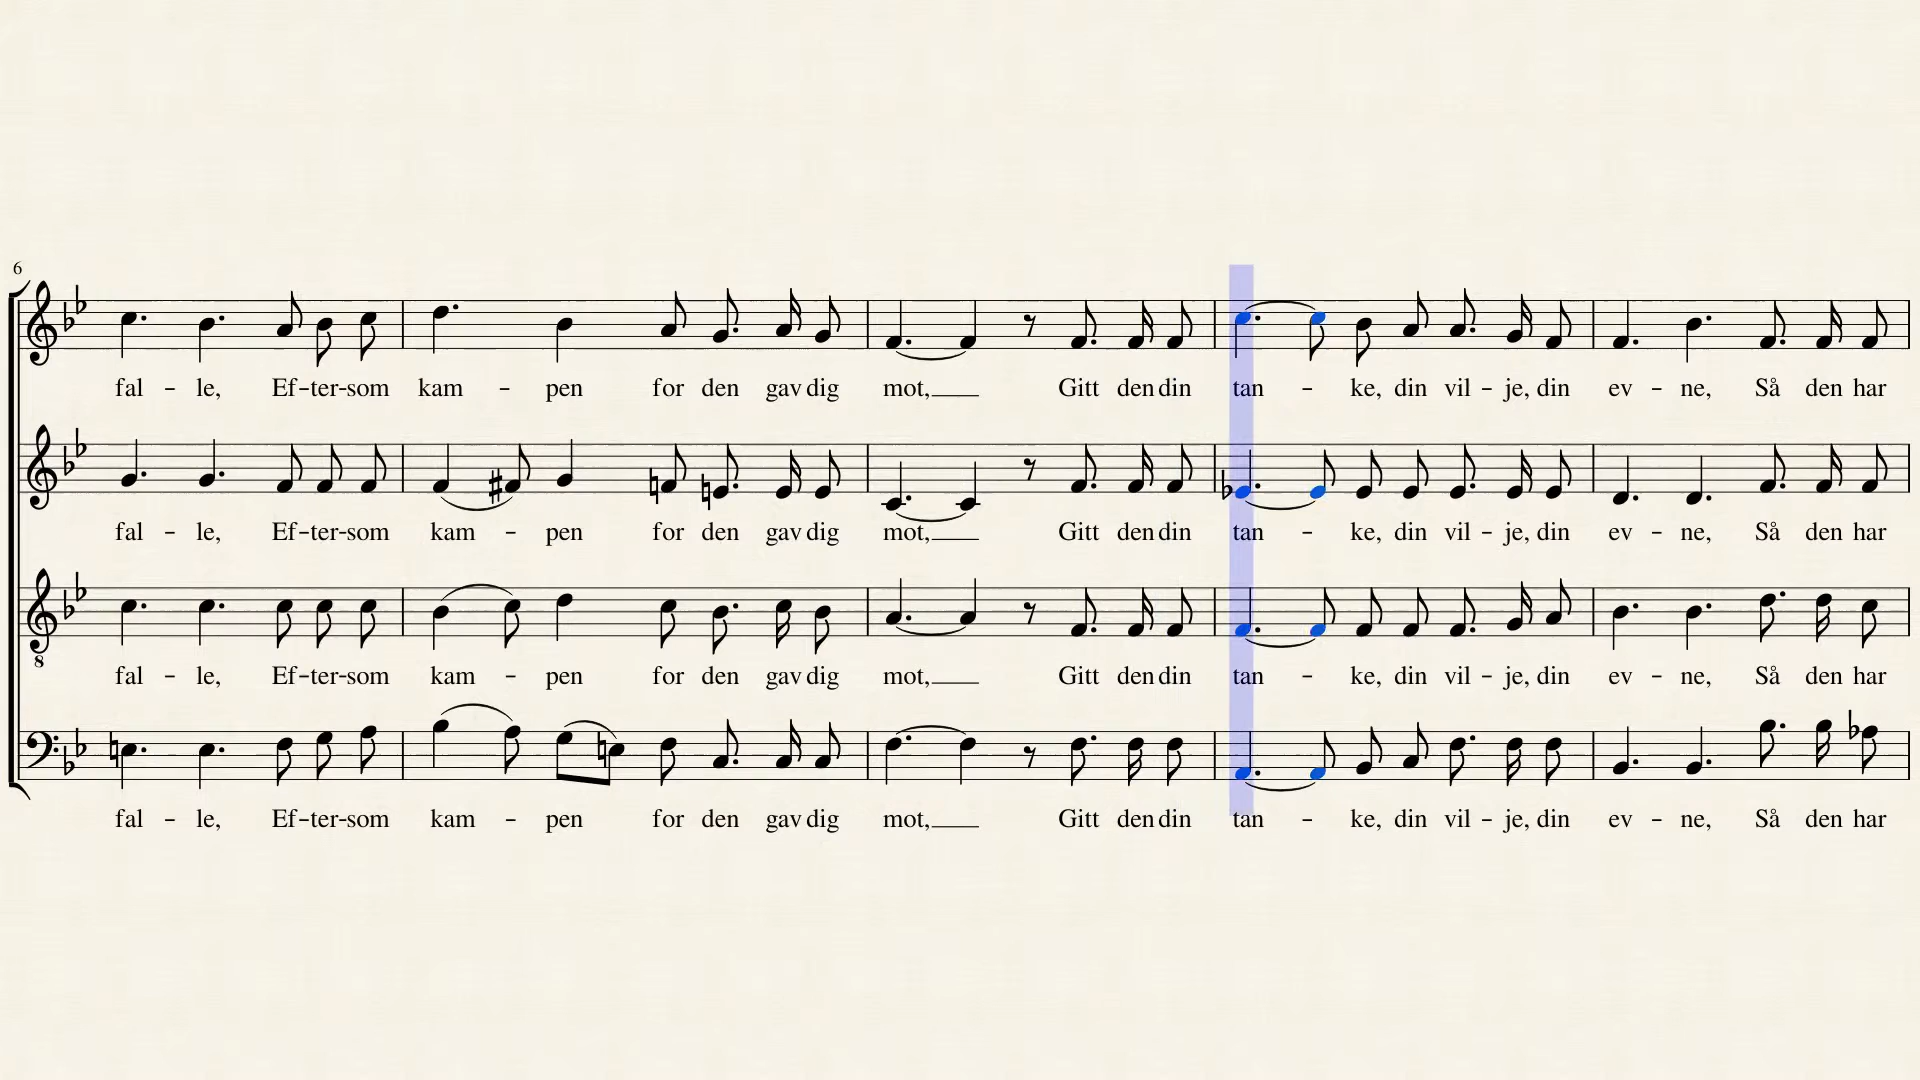 6
fal – le, Ef–ter–som kam – pen for den gav dig mot,__ Gitt den din tan – ke, din vil – je, din ev – ne, Så den har
fal – le, Ef–ter–som kam – pen for den gav dig mot,__ Gitt den din tan – ke, din vil – je, din ev – ne, Så den har
8
fal – le, Ef–ter–som kam – pen for den gav dig mot,__ Gitt den din tan – ke, din vil – je, din ev – ne, Så den har
fal – le, Ef–ter–som kam – pen for den gav dig mot,__ Gitt den din tan – ke, din vil – je, din ev – ne, Så den har